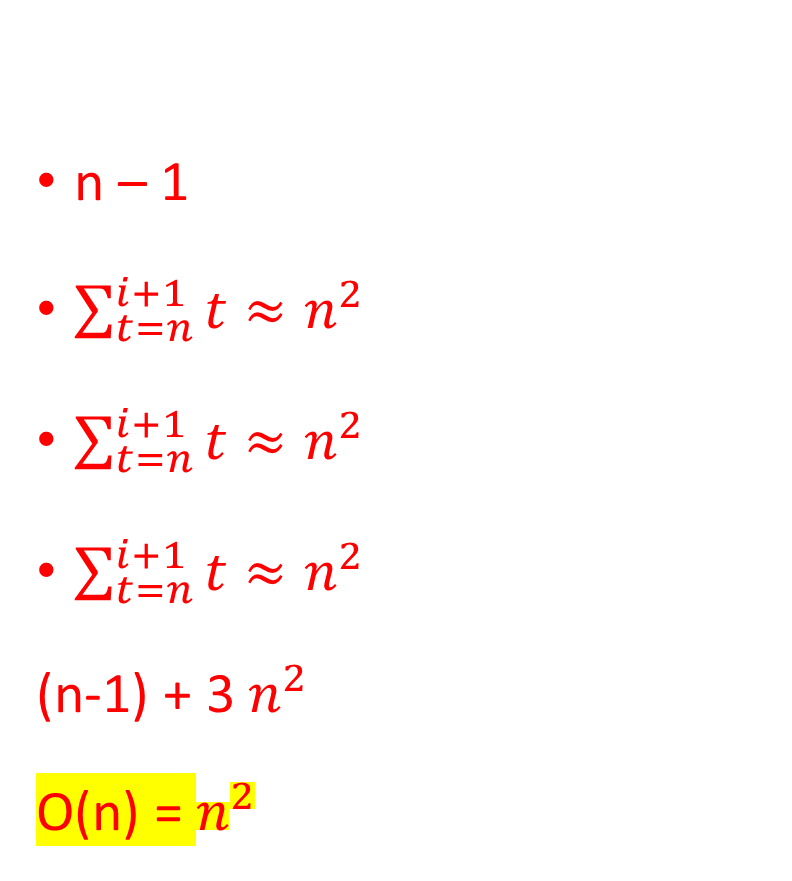 • n – 1
• ∑_{t=n}^{i+1} t ≈ n²
• ∑_{t=n}^{i+1} t ≈ n²
• ∑_{t=n}^{i+1} t ≈ n²
(n-1) + 3 n²
O(n) = n²